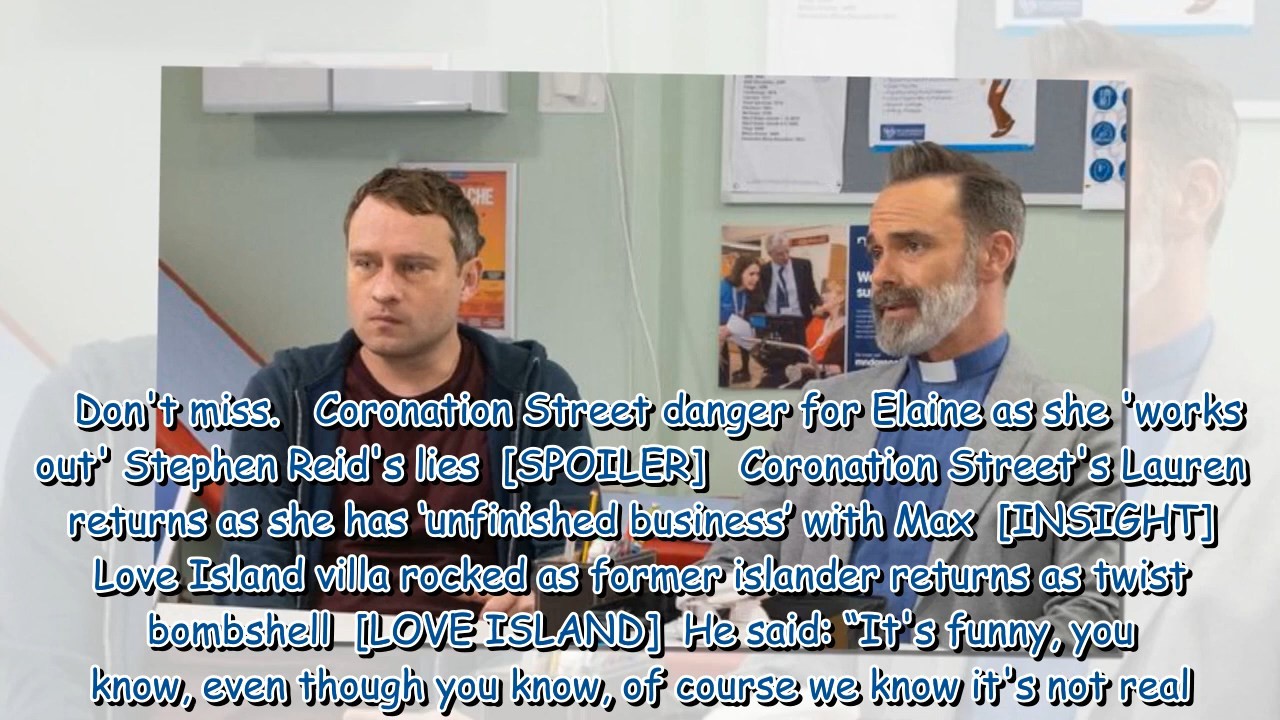 ACHE
Don't miss. Coronation Street danger for Elaine as she 'works
out' Stephen Reid's lies [SPOILER] Coronation Street's Lauren
returns as she has ‘unfinished business’ with Max [INSIGHT]
Love Island villa rocked as former islander returns as twist
bombshell [LOVE ISLAND] He said: “It's funny, you
know, even though you know, of course we know it's not real